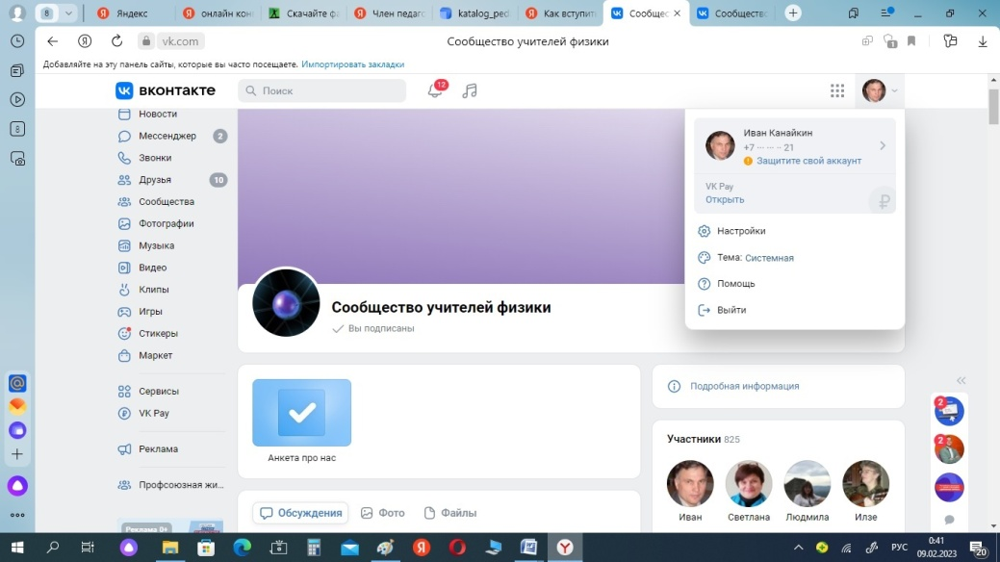 8
Яндекс
онлайн кон
Скачайте фа
Член педаго
katalog_ped
Как вступит
Сообщес
Сообществ
vk.com
Сообщество учителей физики
1
Добавляйте на эту панель сайты, которые вы часто посещаете. Импортировать закладки
вконтакте
Поиск
12
Новости
Мессенджер 2
Звонки
Друзья 10
Сообщества
Фотографии
Музыка
Видео
Клипы
Игры
Стикеры
Маркет
Сервисы
VK Pay
Реклама
Профсоюзная жи...
Реклама 0+
Иван Канайкин
+7 ··· ··· ·· 21
Защитите свой аккаунт
VK Pay
Открыть
Настройки
Тема: Системная
Помощь
Выйти
Сообщество учителей физики
Вы подписаны
Анкета про нас
Обсуждения
Фото
Файлы
Подробная информация
Участники 825
Иван
Светлана
Людмила
Илзе
2
2
РУС
0:41
09.02.2023
20